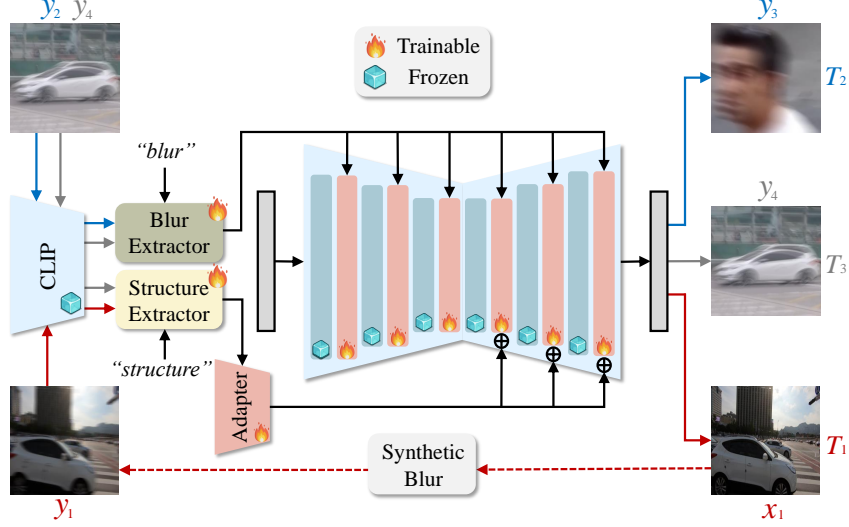 y2 y4
y3
Trainable
Frozen
T2
"blur"
Blur
Extractor
CLIP
Structure
Extractor
"structure"
Adapter
y4
T3
Synthetic
Blur
T1
y1
x1